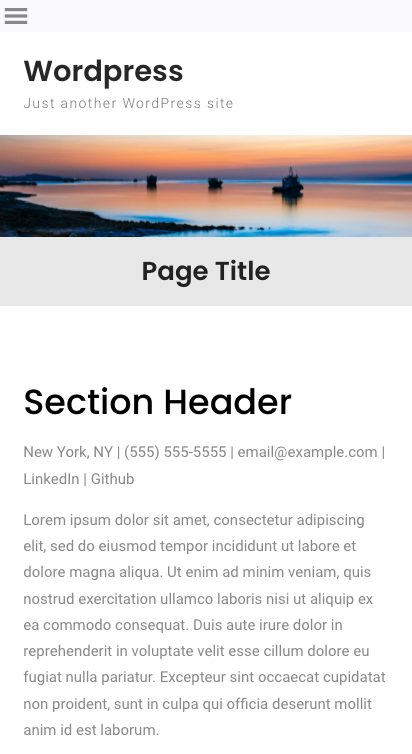 Wordpress
Just another WordPress site
Page Title
Section Header
New York, NY | (555) 555-5555 | email@example.com |
LinkedIn | Github
Lorem ipsum dolor sit amet, consectetur adipiscing
elit, sed do eiusmod tempor incididunt ut labore et
dolore magna aliqua. Ut enim ad minim veniam, quis
nostrud exercitation ullamco laboris nisi ut aliquip ex
ea commodo consequat. Duis aute irure dolor in
reprehenderit in voluptate velit esse cillum dolore eu
fugiat nulla pariatur. Excepteur sint occaecat cupidatat
non proident, sunt in culpa qui officia deserunt mollit
anim id est laborum.